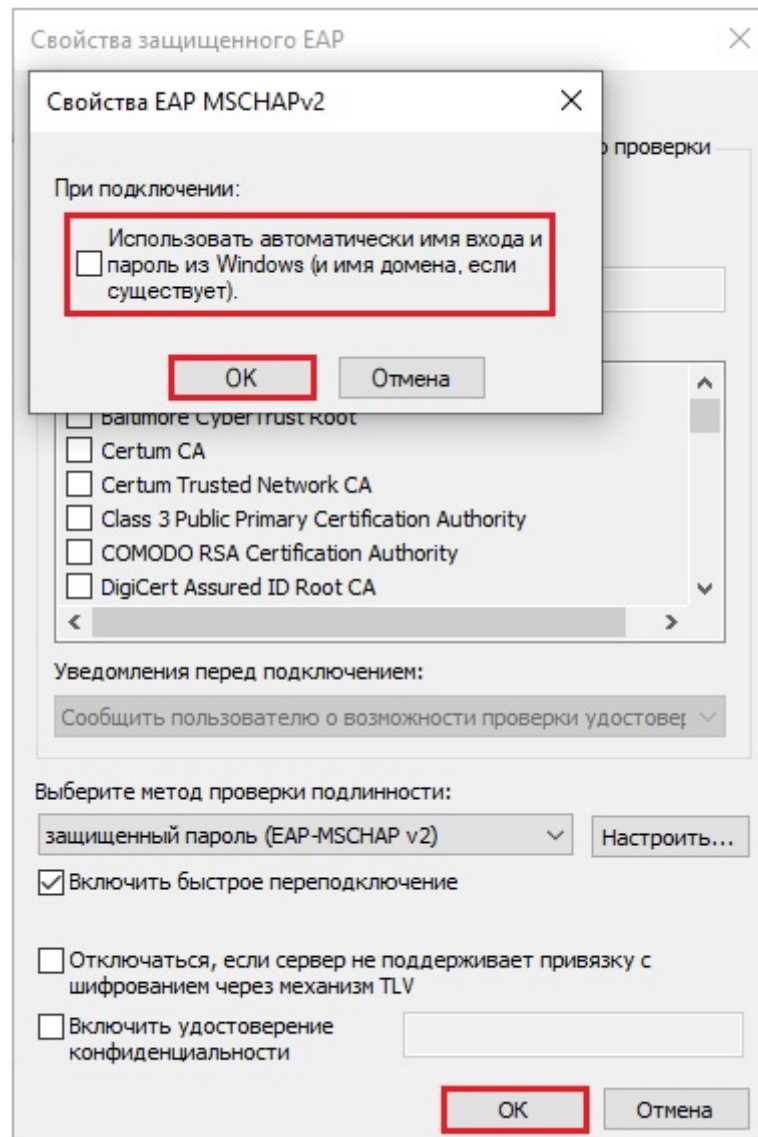 Свойства защищенного EAP
Свойства EAP MSCHAPv2
проверки
При подключении:
Использовать автоматически имя входа и
пароль из Windows (и имя домена, если
существует).
OK
Отмена
Baltimore CyberTrust Root
Certum CA
Certum Trusted Network CA
Class 3 Public Primary Certification Authority
COMODO RSA Certification Authority
DigiCert Assured ID Root CA
Уведомления перед подключением:
Сообщить пользователю о возможности проверки удостовер
Выберите метод проверки подлинности:
защищенный пароль (EAP-MSCHAP v2)
Настроить...
Включить быстрое переподключение
Отключаться, если сервер не поддерживает привязку с
шифрованием через механизм TLV
Включить удостоверение
конфиденциальности
OK
Отмена